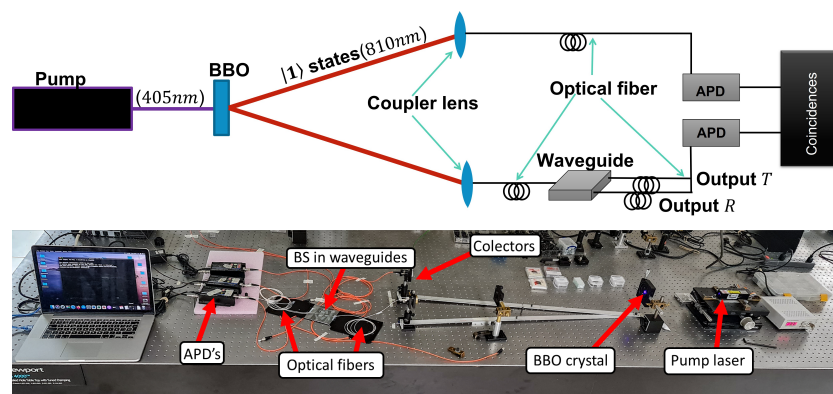 Pump
(405nm)
BBO
|1⟩ states(810nm)
Coupler lens
Optical fiber
APD
APD
Coincidences
Waveguide
Output T
Output R
Colectors
BS in waveguides
APD's
Optical fibers
BBO crystal
Pump laser